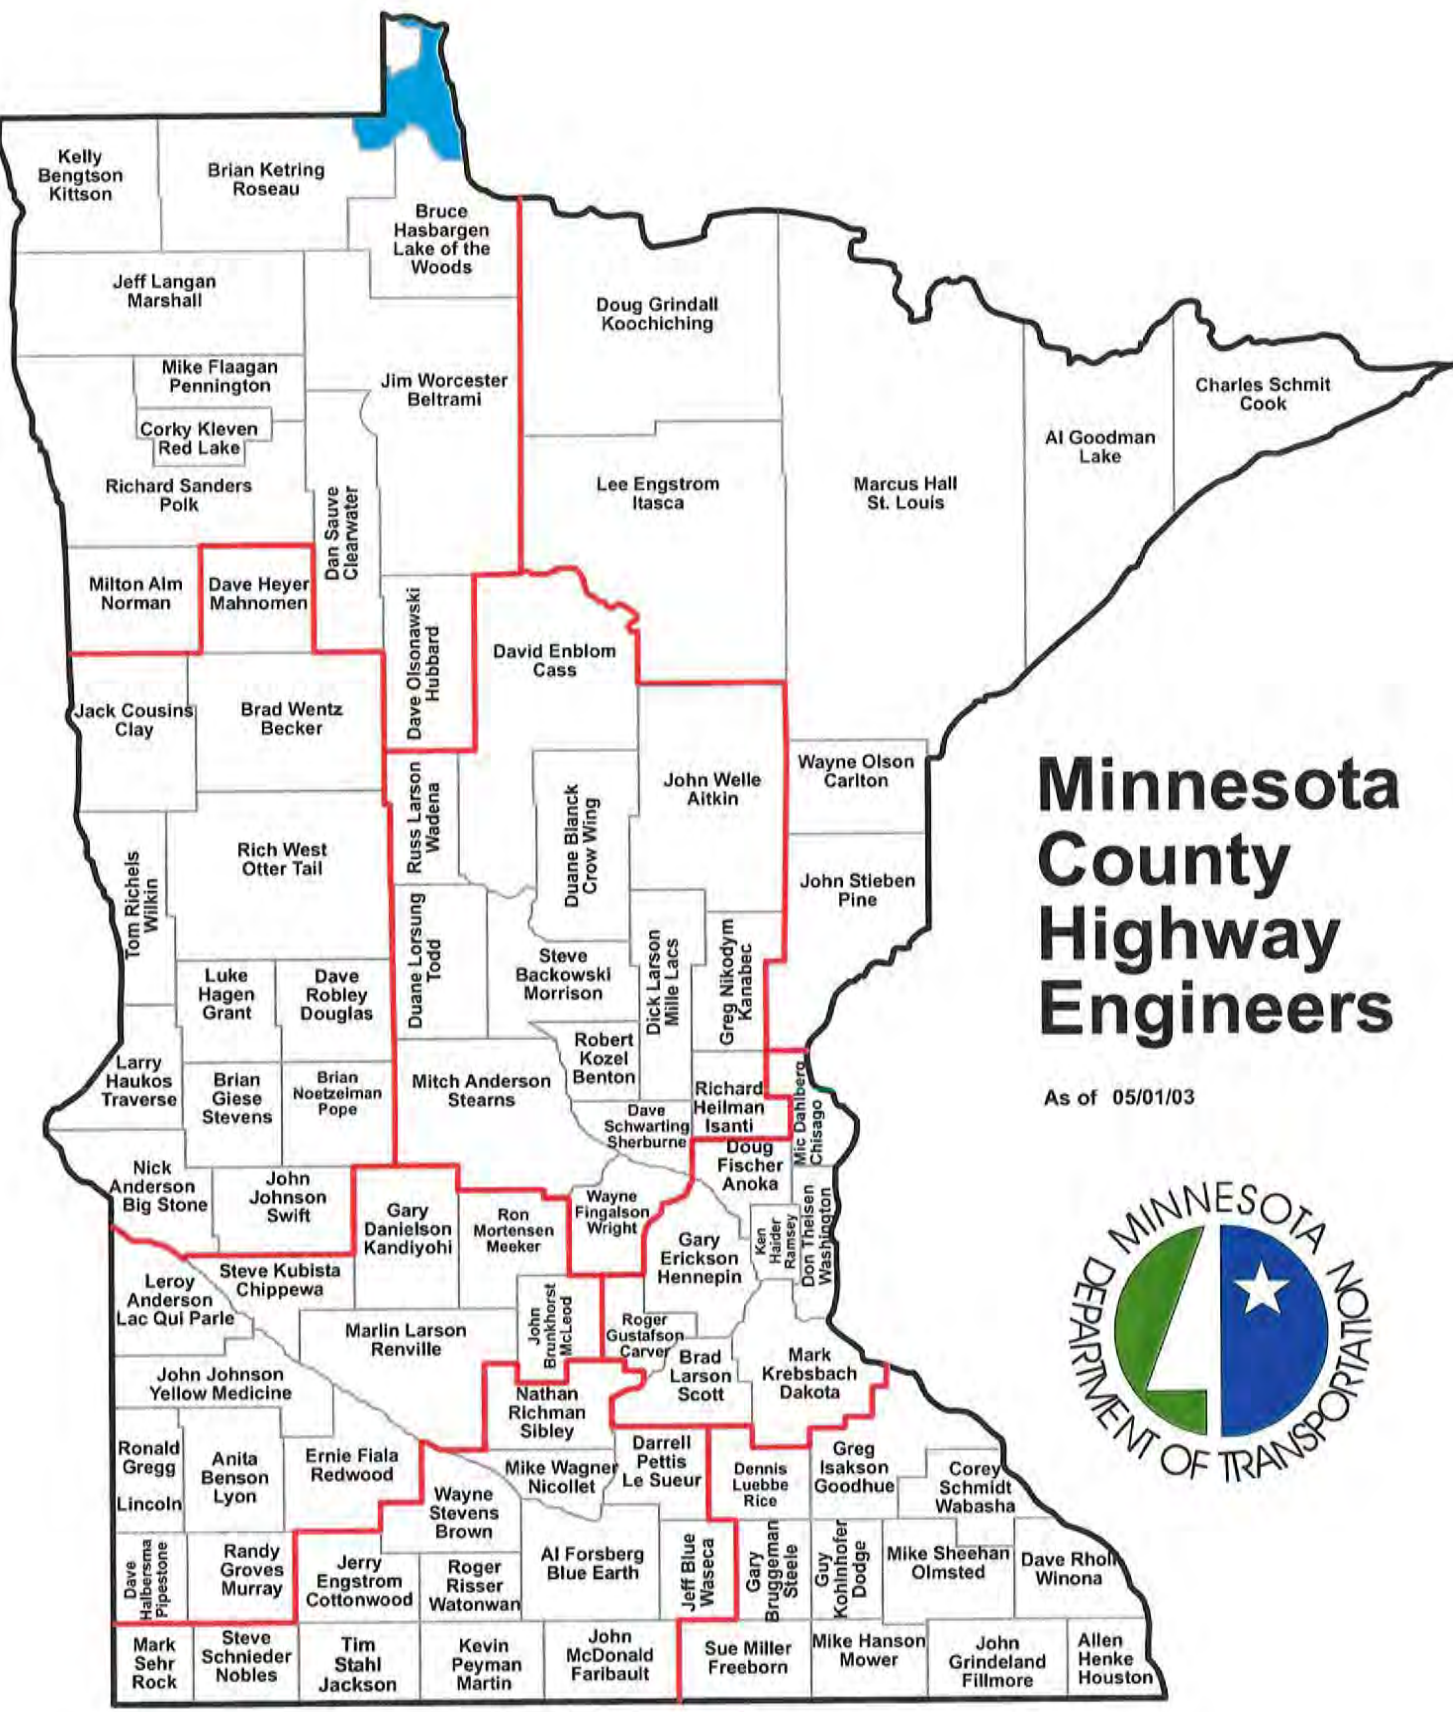 Kelly
Bengtson
Kittson
Brian Ketring
Roseau
Bruce
Hasbargen
Lake of the
Woods
Jeff Langan
Marshall
Doug Grindall
Koochiching
Mike Flaagan
Pennington
Jim Worcester
Beltrami
Charles Schmit
Cook
Corky Kleven
Red Lake
Al Goodman
Lake
Richard Sanders
Polk
Dan Sauve
Clearwater
Lee Engstrom
Itasca
Marcus Hall
St. Louis
Milton Alm
Norman
Dave Heyer
Mahnomen
Dave Olsonawski
Hubbard
David Enblom
Cass
Jack Cousins
Clay
Brad Wentz
Becker
Russ Larson
Wadena
Duane Blanck
Crow Wing
John Welle
Aitkin
Wayne Olson
Carlton
Minnesota
County
Highway
Engineers
As of 05/01/03
Tom Richels
Wilkin
Rich West
Otter Tail
John Stieben
Pine
Duane Lorsung
Todd
Steve
Backowski
Morrison
Dick Larson
Mille Lacs
Greg Nikodym
Kanabec
Luke
Hagen
Grant
Dave
Robley
Douglas
Larry
Haukos
Traverse
Brian
Giese
Stevens
Brian
Noetzelman
Pope
Mitch Anderson
Stearns
Robert
Kozel
Benton
Dave
Schwarting
Sherburne
Richard
Heilman
Isanti
Mic Dahlberg
Chisago
Nick
Anderson
Big Stone
John
Johnson
Swift
Gary
Danielson
Kandiyohi
Ron
Mortensen
Meeker
Wayne
Fingalson
Wright
Doug
Fischer
Anoka
Gary
Erickson
Hennepin
Ken
Haider
Ramsey
Don Theisen
Washington
Leroy
Anderson
Lac Qui Parle
Steve Kubista
Chippewa
Marlin Larson
Renville
John
Brunkhorst
McLeod
Roger
Gustafson
Carver
Brad
Larson
Scott
Mark
Krebsbach
Dakota
John Johnson
Yellow Medicine
Nathan
Richman
Sibley
Ronald
Gregg
Lincoln
Anita
Benson
Lyon
Ernie Fiala
Redwood
Mike Wagner
Nicollet
Darrell
Pettis
Le Sueur
Dennis
Luebbe
Rice
Greg
Isakson
Goodhue
Corey
Schmidt
Wabasha
Wayne
Stevens
Brown
Dave
Halbersma
Pipestone
Randy
Groves
Murray
Jerry
Engstrom
Cottonwood
Roger
Risser
Watonwan
Al Forsberg
Blue Earth
Jeff Blue
Waseca
Gary
Bruggeman
Steele
Guy
Kohlnhofer
Dodge
Mike Sheehan
Olmsted
Dave Rholl
Winona
Mark
Sehr
Rock
Steve
Schnieder
Nobles
Tim
Stahl
Jackson
Kevin
Peyman
Martin
John
McDonald
Faribault
Sue Miller
Freeborn
Mike Hanson
Mower
John
Grindeland
Fillmore
Allen
Henke
Houston
MINNESOTA
DEPARTMENT OF TRANSPORTATION